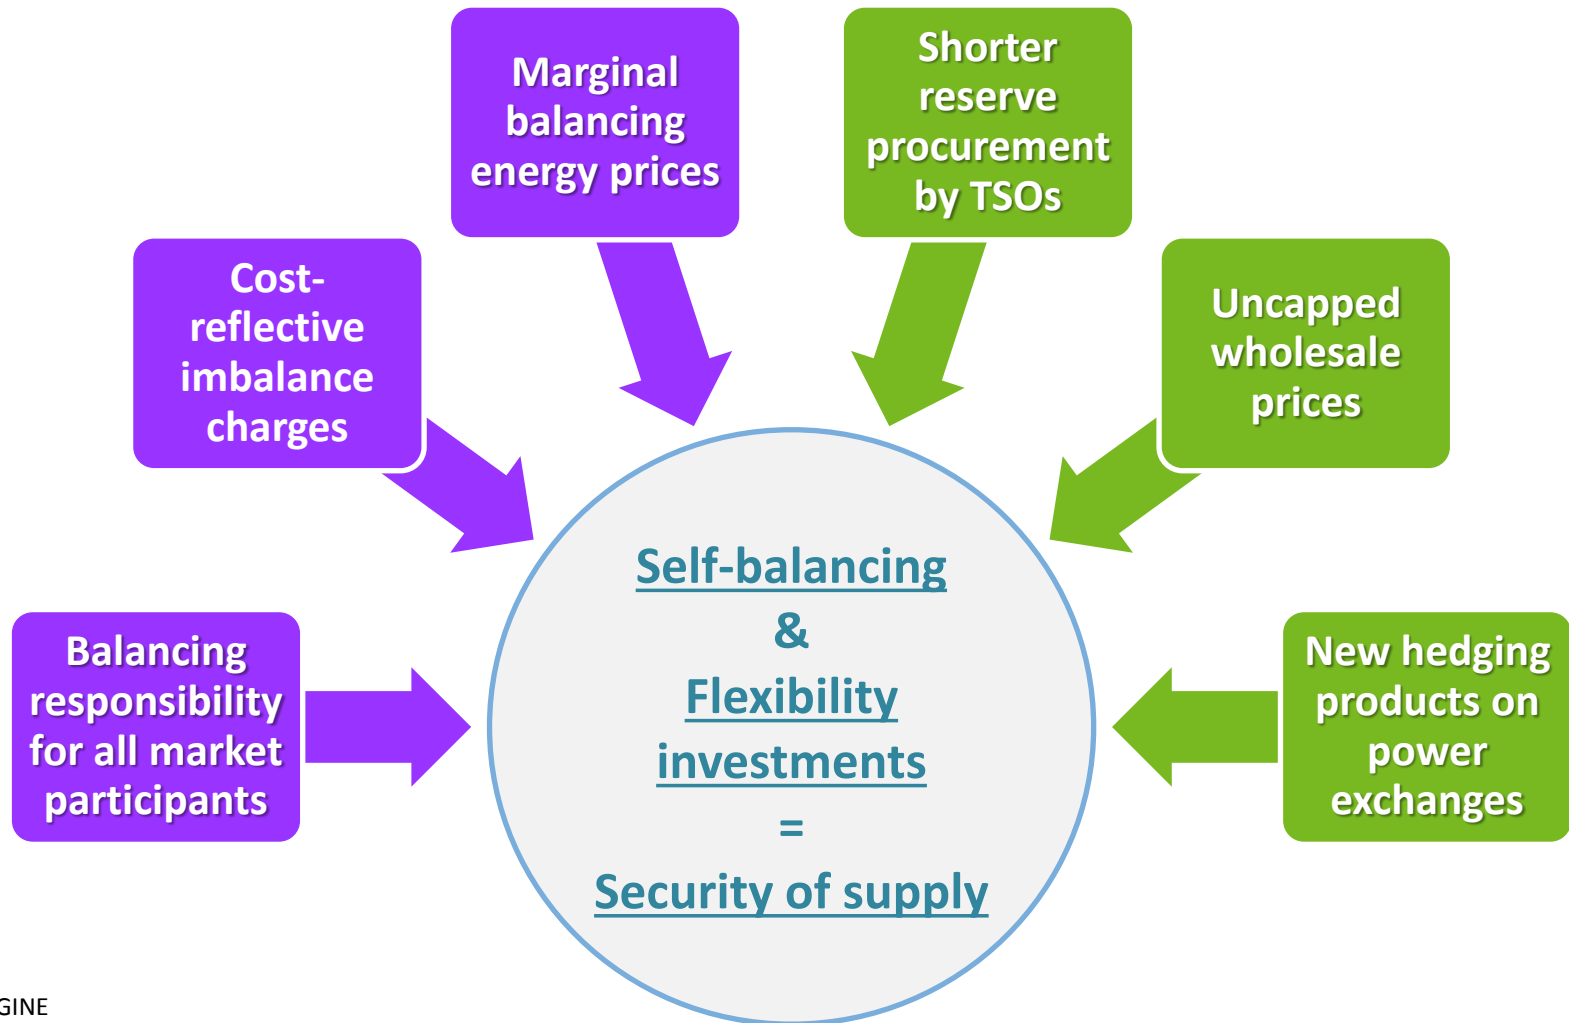 Marginal
balancing
energy prices
Shorter
reserve
procurement
by TSOs
Cost-
reflective
imbalance
charges
Uncapped
wholesale
prices
Balancing
responsibility
for all market
participants
New hedging
products on
power
exchanges
Self-balancing
&
Flexibility
investments
=
Security of supply
GINE